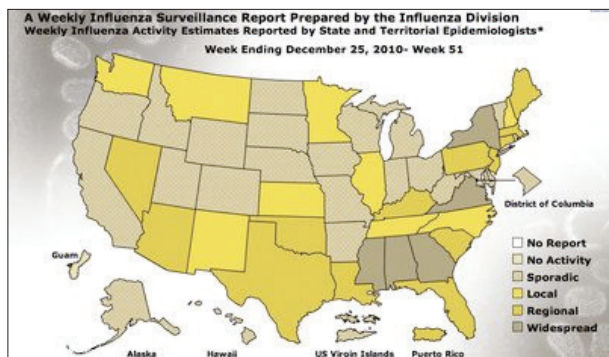 A Weekly Influenza Surveillance Report Prepared by the Influenza Division
Weekly Influenza Activity Estimates Reported by State and Territorial Epidemiologists*
Week Ending December 25, 2010- Week 51
District of Columbia
No Report
Guam
No Activity
Sporadic
Local
Regional
Widespread
Alaska
Hawaii
US Virgin Islands
Puerto Rico